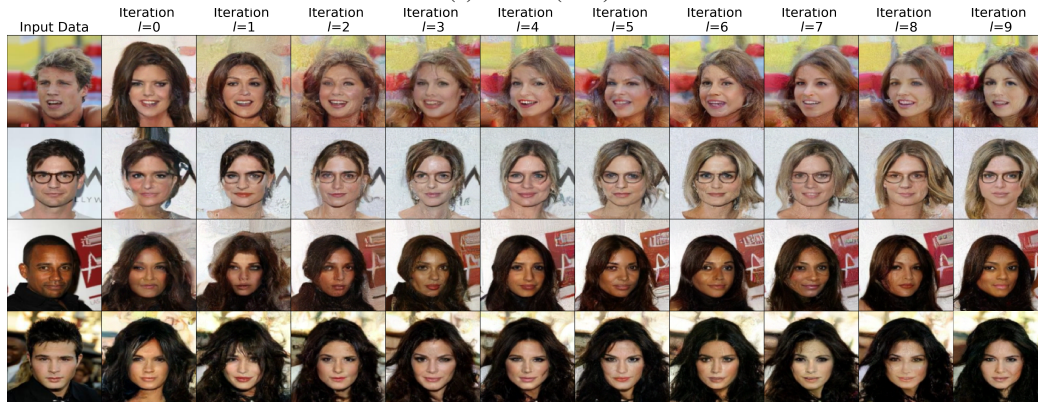 Input Data
Iteration l=0
Iteration l=1
Iteration l=2
Iteration l=3
Iteration l=4
Iteration l=5
Iteration l=6
Iteration l=7
Iteration l=8
Iteration l=9